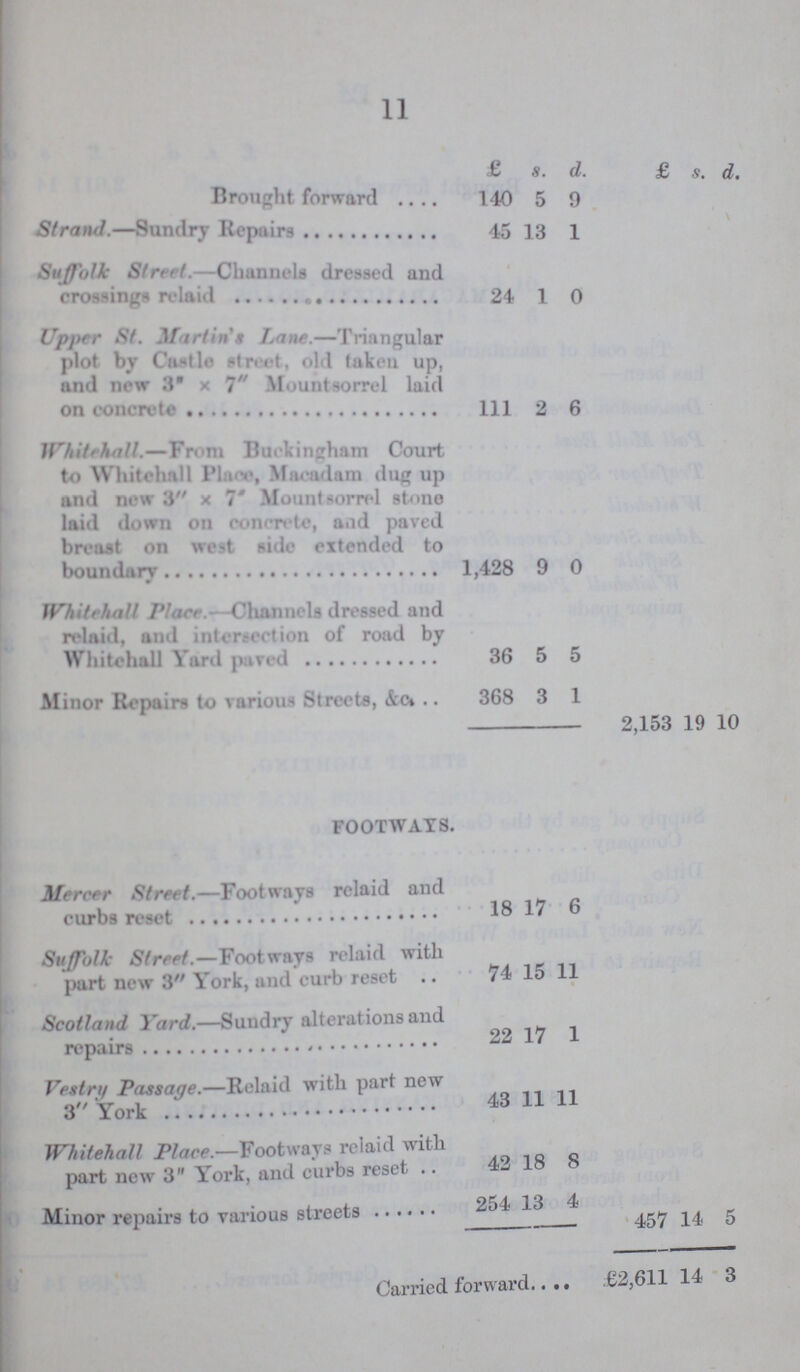 11
£ s. d. £ s. d.
Brought forward .... 140 5 9
Strand.—Sundry Repairs ............ 45 13 1
Suffolk Street.—Channels dressed and
crossings relaid .................... 24 1 0
Upper St. Martin's Lane.—Triangular
plot by Castle street, old taken up,
and new 3" × 7" Mountsorrel laid
on concrete ........................ 111 2 6
Whitehall.—From Buckingham Court
to Whitehall Place, Macadam dug up
and new 3" × 7" Mountsorrel stone
laid down on concrete, and paved
breast on west side extended to
boundary ........................ 1,428 9 0
Whitehall Place.—Channels dressed and
relaid, and intersection of road by
Whitehall Yard paved ............ 36 5 5
Minor Repairs to various Streets, &c. .. 368 3 1
2,153 19 10
FOOTWAYS.
Mercer Street.—Footways relaid and
curbs reset ...................... 18 17 6
Suffolk Street.—Footways relaid with
part new 3" York, and curb reset .. 74 15 11
Scotland Yard.—Sundry alterations and
repairs .......................... 22 17 1
Vestry Passage.—Relaid with part new
3" York ........................ 43 11 11
Whitehall Place.—Footways relaid with
part new 3" York, and curbs reset .. 42 18 8
Minor repairs to various streets ...... 254 13 4
457 14 5
Carried forward.... £2,611 14 3